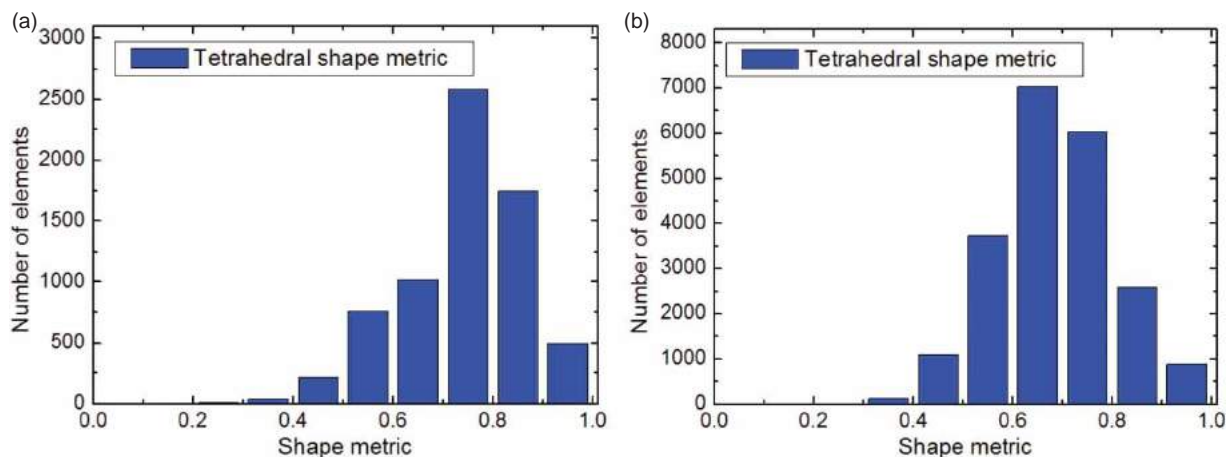 (a)
3000
2500
2000
1500
1000
500
0
Number of elements
Tetrahedral shape metric
0.0 0.2 0.4 0.6 0.8 1.0
Shape metric
(b)
8000
7000
6000
5000
4000
3000
2000
1000
0
Number of elements
Tetrahedral shape metric
0.0 0.2 0.4 0.6 0.8 1.0
Shape metric